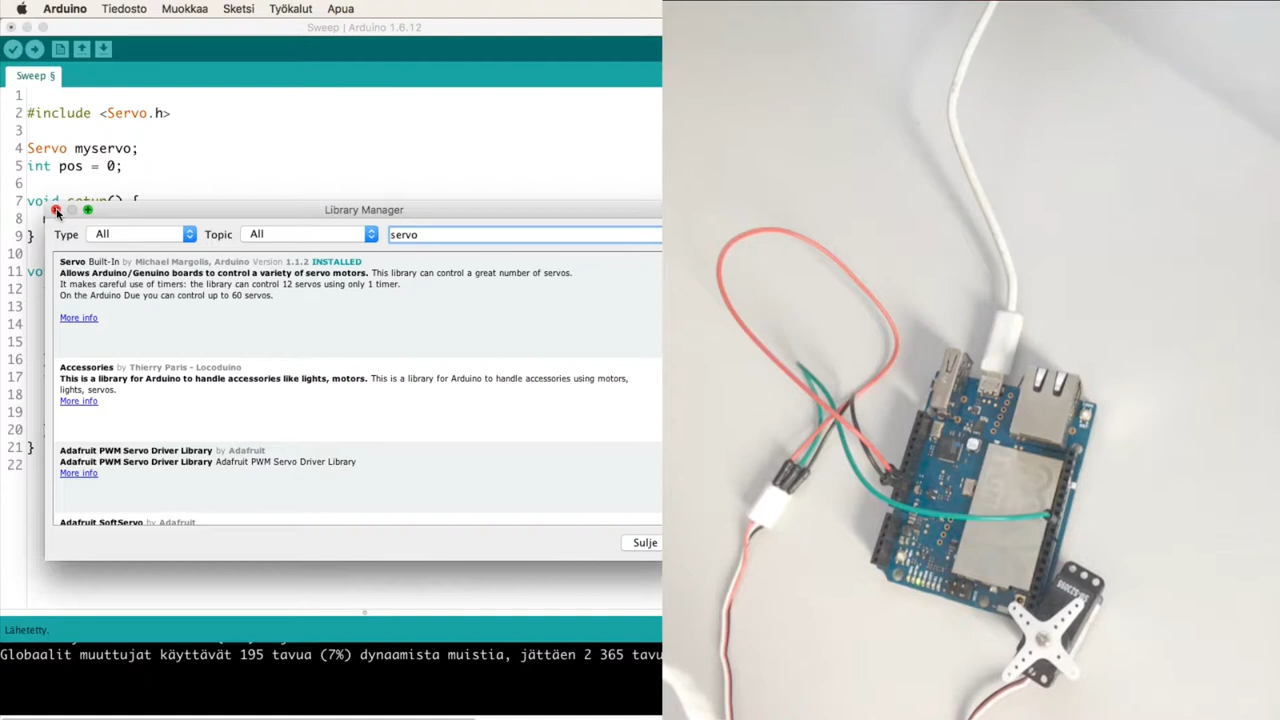 Arduino Tiedosto Muokkaa Sketsi Työkalut Apua
Sweep | Arduino 1.6.12
Sweep §
1
2 #include <Servo.h>
3
4 Servo myservo;
5 int pos = 0;
6
7 void setup() {
8
9 }
10
11 vo
12
13
14
15
16
17
18
19
20
21 }
22
Library Manager
Type All Topic All servo
Servo Built-In by Michael Margolis, Arduino Version 1.1.2 INSTALLED
Allows Arduino/Genuino boards to control a variety of servo motors. This library can control a great number of servos.
It makes careful use of timers: the library can control 12 servos using only 1 timer.
On the Arduino Due you can control up to 60 servos.
More info
Accessories by Thierry Paris - Locoduino
This is a library for Arduino to handle accessories like lights, motors. This is a library for Arduino to handle accessories using motors,
lights, servos.
More info
Adafruit PWM Servo Driver Library by Adafruit
Adafruit PWM Servo Driver Library Adafruit PWM Servo Driver Library
More info
Adafruit SoftServo by Adafruit
Sulje
Lähetetty.
Globaalit muuttujat käyttävät 195 tavua (7%) dynaamista muistia, jättäen 2 365 tavu